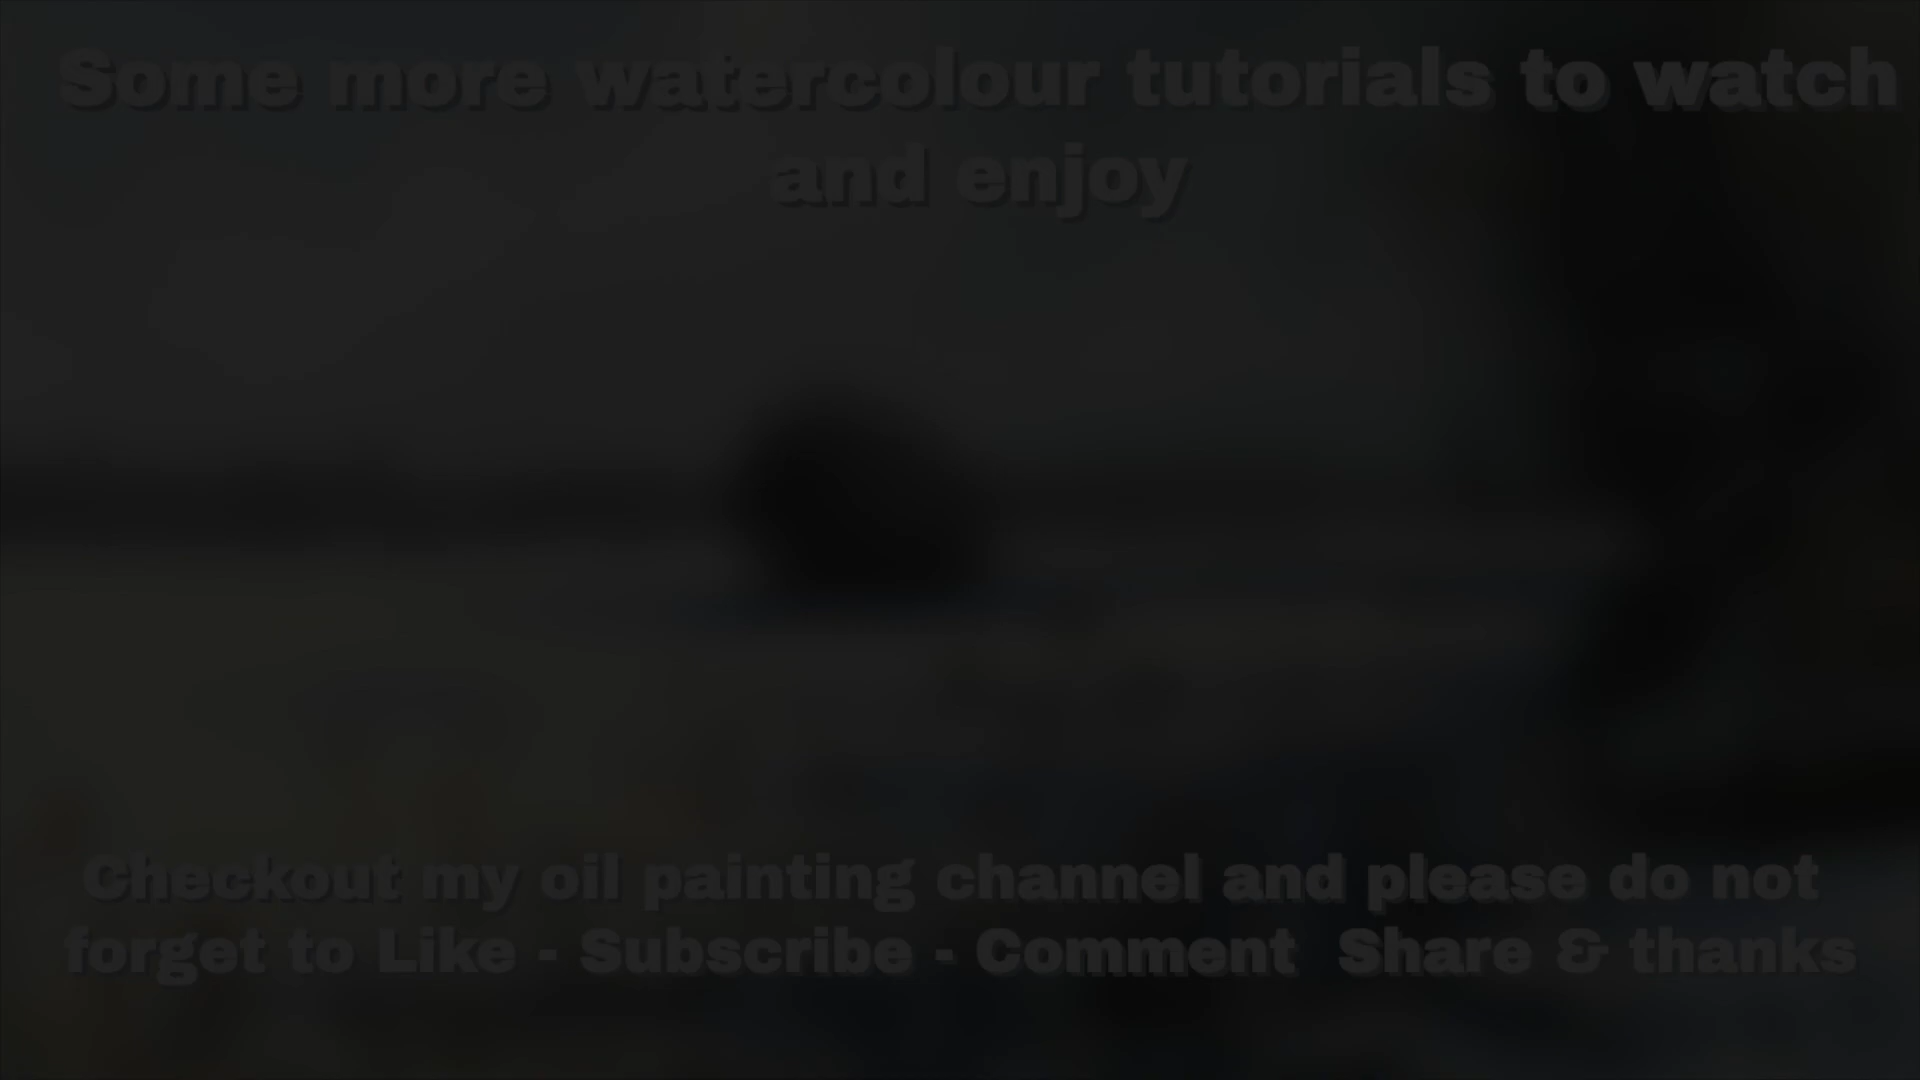 Some more watercolour tutorials to watch
and enjoy
Checkout my oil painting channel and please do not
forget to Like - Subscribe - Comment  Share & thanks